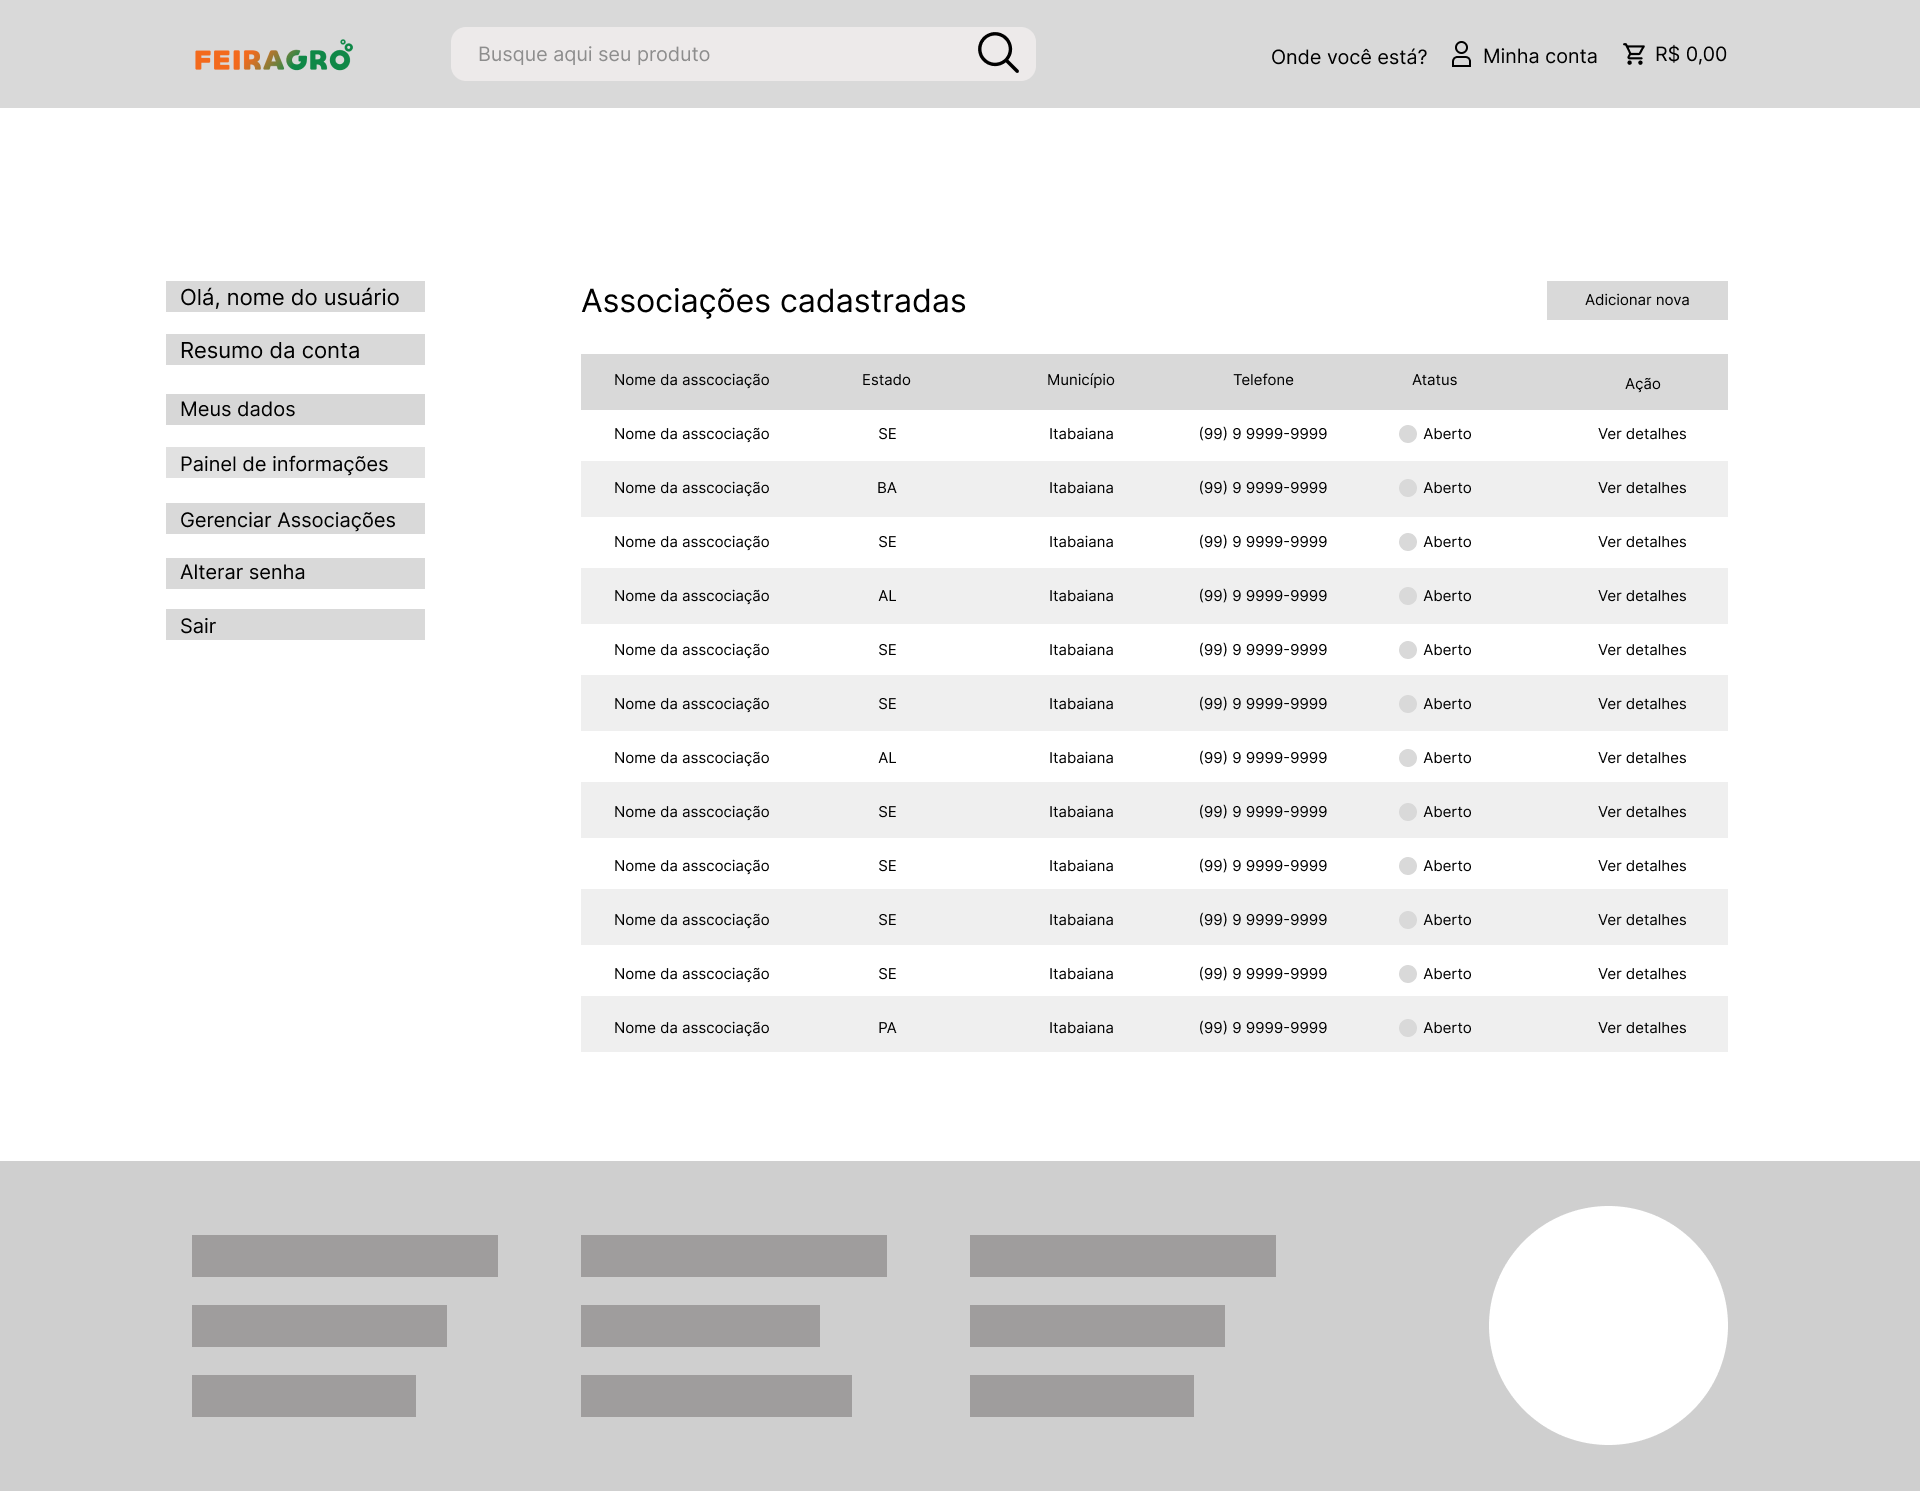 FEIRAGRO
Busque aqui seu produto
Onde você está?
Minha conta
R$ 0,00
Olá, nome do usuário
Resumo da conta
Meus dados
Painel de informações
Gerenciar Associações
Alterar senha
Sair
Associações cadastradas
Adicionar nova
Nome da asscociação Estado Município Telefone Atatus Ação
Nome da asscociação SE Itabaiana (99) 9 9999-9999 Aberto Ver detalhes
Nome da asscociação BA Itabaiana (99) 9 9999-9999 Aberto Ver detalhes
Nome da asscociação SE Itabaiana (99) 9 9999-9999 Aberto Ver detalhes
Nome da asscociação AL Itabaiana (99) 9 9999-9999 Aberto Ver detalhes
Nome da asscociação SE Itabaiana (99) 9 9999-9999 Aberto Ver detalhes
Nome da asscociação SE Itabaiana (99) 9 9999-9999 Aberto Ver detalhes
Nome da asscociação AL Itabaiana (99) 9 9999-9999 Aberto Ver detalhes
Nome da asscociação SE Itabaiana (99) 9 9999-9999 Aberto Ver detalhes
Nome da asscociação SE Itabaiana (99) 9 9999-9999 Aberto Ver detalhes
Nome da asscociação SE Itabaiana (99) 9 9999-9999 Aberto Ver detalhes
Nome da asscociação SE Itabaiana (99) 9 9999-9999 Aberto Ver detalhes
Nome da asscociação PA Itabaiana (99) 9 9999-9999 Aberto Ver detalhes